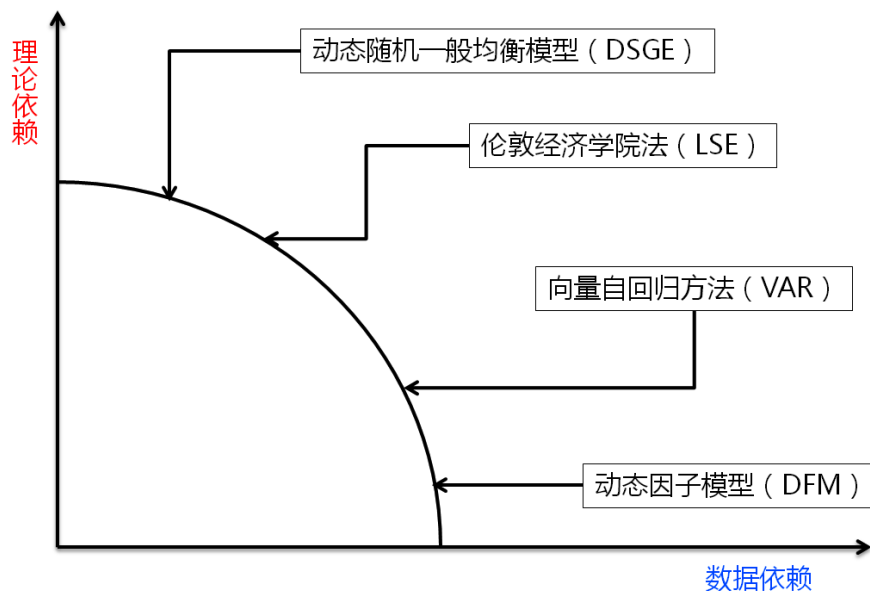 理论依赖
动态随机一般均衡模型（DSGE）
伦敦经济学院法（LSE）
向量自回归方法（VAR）
动态因子模型（DFM）
数据依赖